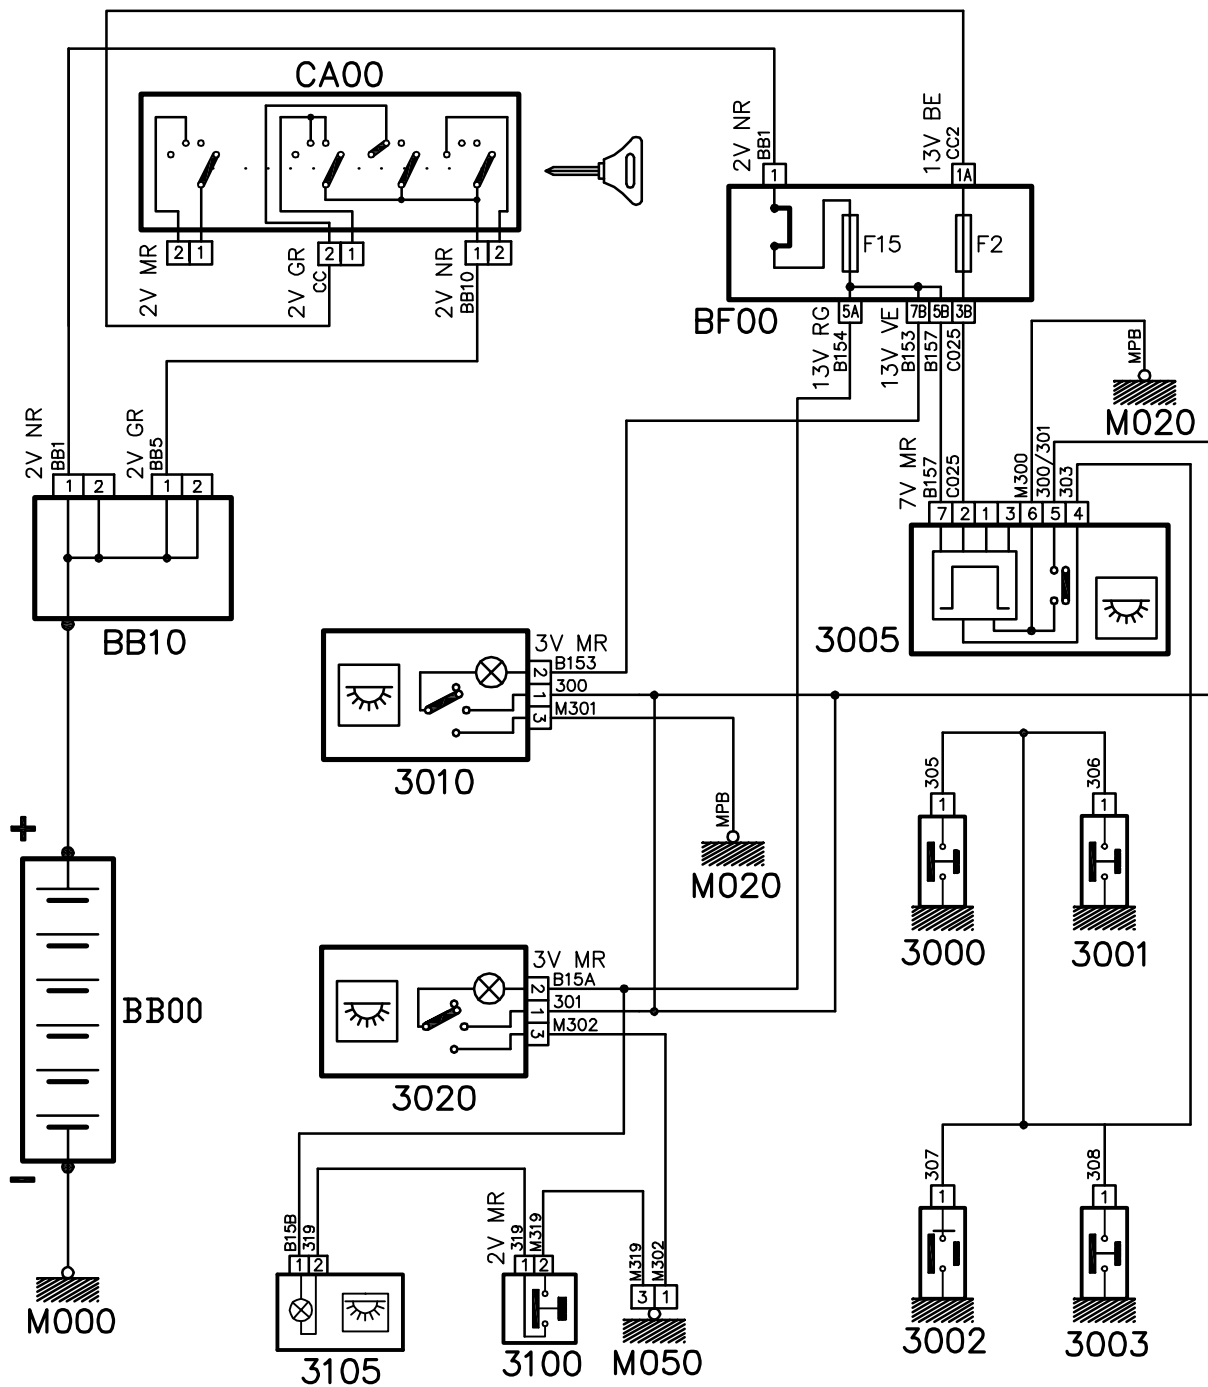 CA00
2V MR
2
1
2V GR
CC
2
1
2V NR
BB10
1
2
2V NR
BB1
1
13V BE
CC2
1A
F15
F2
BF00
5A
7B
5B
3B
13V RG
B154
13V VE
B153
B157
C025
MPB
M020
2V NR
BB1
1
2
2V GR
BB5
1
2
BB10
7V MR
B157
C025
M300
300/301
303
7
2
1
3
6
5
4
3005
3V MR
B153
300
M301
2
1
3
3010
MPB
M020
305
1
3000
306
1
3001
+
BB00
-
M000
3V MR
B15A
301
M302
2
1
3
3020
307
1
3002
308
1
3003
B15B
319
1
2
3105
2V MR
319
M319
1
2
3100
M319
M302
3
1
M050